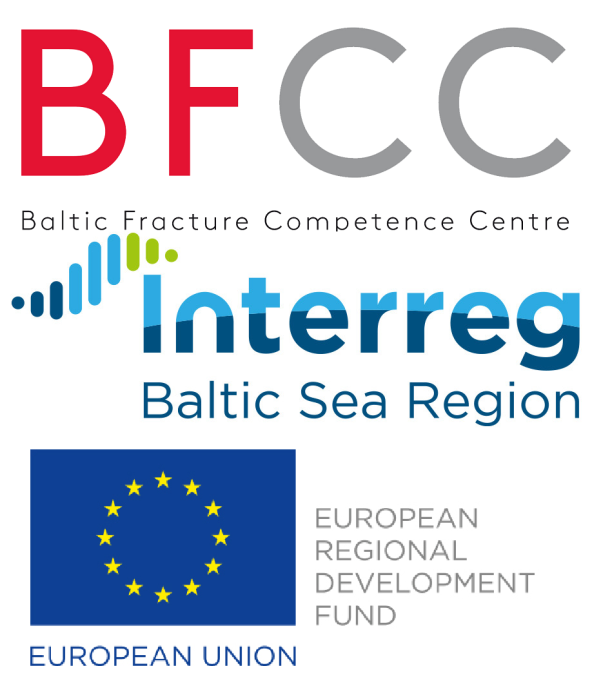 BFCC
Baltic Fracture Competence Centre
Interreg
Baltic Sea Region
EUROPEAN
REGIONAL
DEVELOPMENT
FUND
EUROPEAN UNION